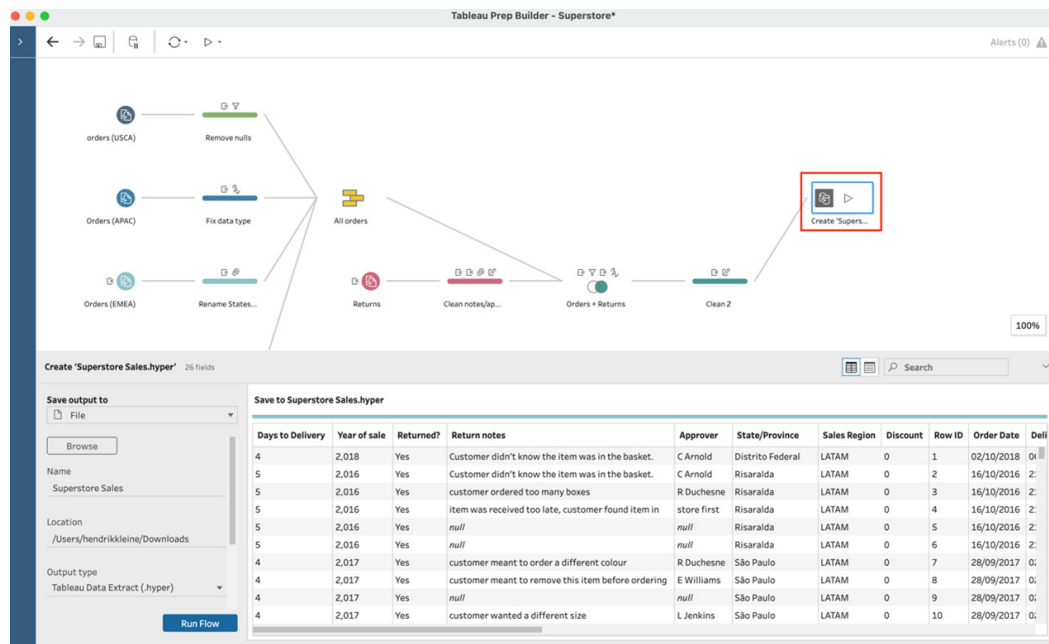 Tableau Prep Builder - Superstore*
Alerts (0)
orders (USCA)
Remove nulls
Orders (APAC)
Fix data type
All orders
Create 'Supers...
Orders (EMEA)
Rename States...
Returns
Clean notes/ap...
Orders + Returns
Clean 2
100%
Create 'Superstore Sales.hyper' 26 fields
Search
Save output to
File
Browse
Name
Superstore Sales
Location
/Users/hendrikkleine/Downloads
Output type
Tableau Data Extract (.hyper)
Run Flow
Save to Superstore Sales.hyper
Days to Delivery Year of sale Returned? Return notes Approver State/Province Sales Region Discount Row ID Order Date Deli
4 2,018 Yes Customer didn't know the item was in the basket. C Arnold Distrito Federal LATAM 0 1 02/10/2018
5 2,016 Yes Customer didn't know the item was in the basket. C Arnold Risaralda LATAM 0 2 16/10/2016
5 2,016 Yes customer ordered too many boxes R Duchesne Risaralda LATAM 0 3 16/10/2016
5 2,016 Yes item was received too late, customer found item in store first Risaralda LATAM 0 4 16/10/2016
5 2,016 Yes null null Risaralda LATAM 0 5 16/10/2016
5 2,016 Yes null null Risaralda LATAM 0 6 16/10/2016
4 2,017 Yes customer meant to order a different colour R Duchesne São Paulo LATAM 0 7 28/09/2017
4 2,017 Yes customer meant to remove this item before ordering E Williams São Paulo LATAM 0 8 28/09/2017
4 2,017 Yes null null São Paulo LATAM 0 9 28/09/2017
4 2,017 Yes customer wanted a different size L Jenkins São Paulo LATAM 0 10 28/09/2017